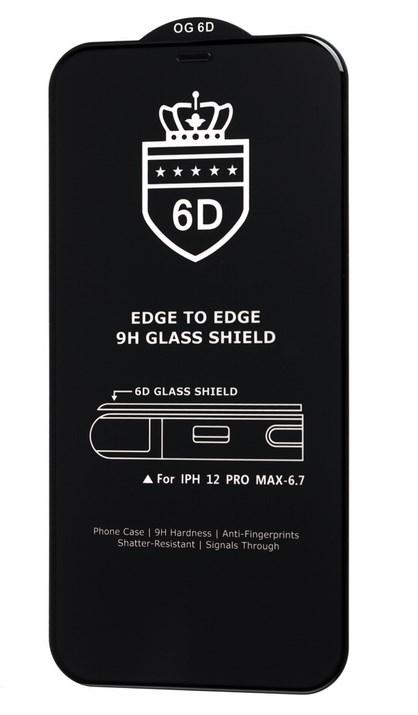 OG 6D
6D
EDGE TO EDGE
9H GLASS SHIELD
6D GLASS SHIELD
▲ For IPH 12 PRO MAX-6.7
Phone Case | 9H Hardness | Anti-Fingerprints
Shatter-Resistant | Signals Through